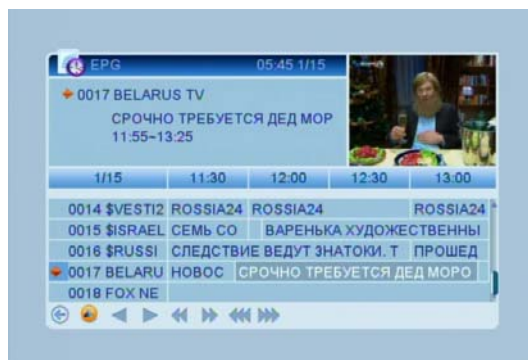 EPG 05:45 1/15
0017 BELARUS TV
СРОЧНО ТРЕБУЕТСЯ ДЕД МОР
11:55~13:25
1/15 11:30 12:00 12:30 13:00
0014 $VESTI2 ROSSIA24 ROSSIA24 ROSSIA24
0015 $ISRAEL СЕМЬ СО ВАРЕНЬКА ХУДОЖЕСТВЕННЫ
0016 $RUSSI СЛЕДСТВИЕ ВЕДУТ ЗНАТОКИ. Т ПРОШЕД
0017 BELARU НОВОС СРОЧНО ТРЕБУЕТСЯ ДЕД МОРО
0018 FOX NE